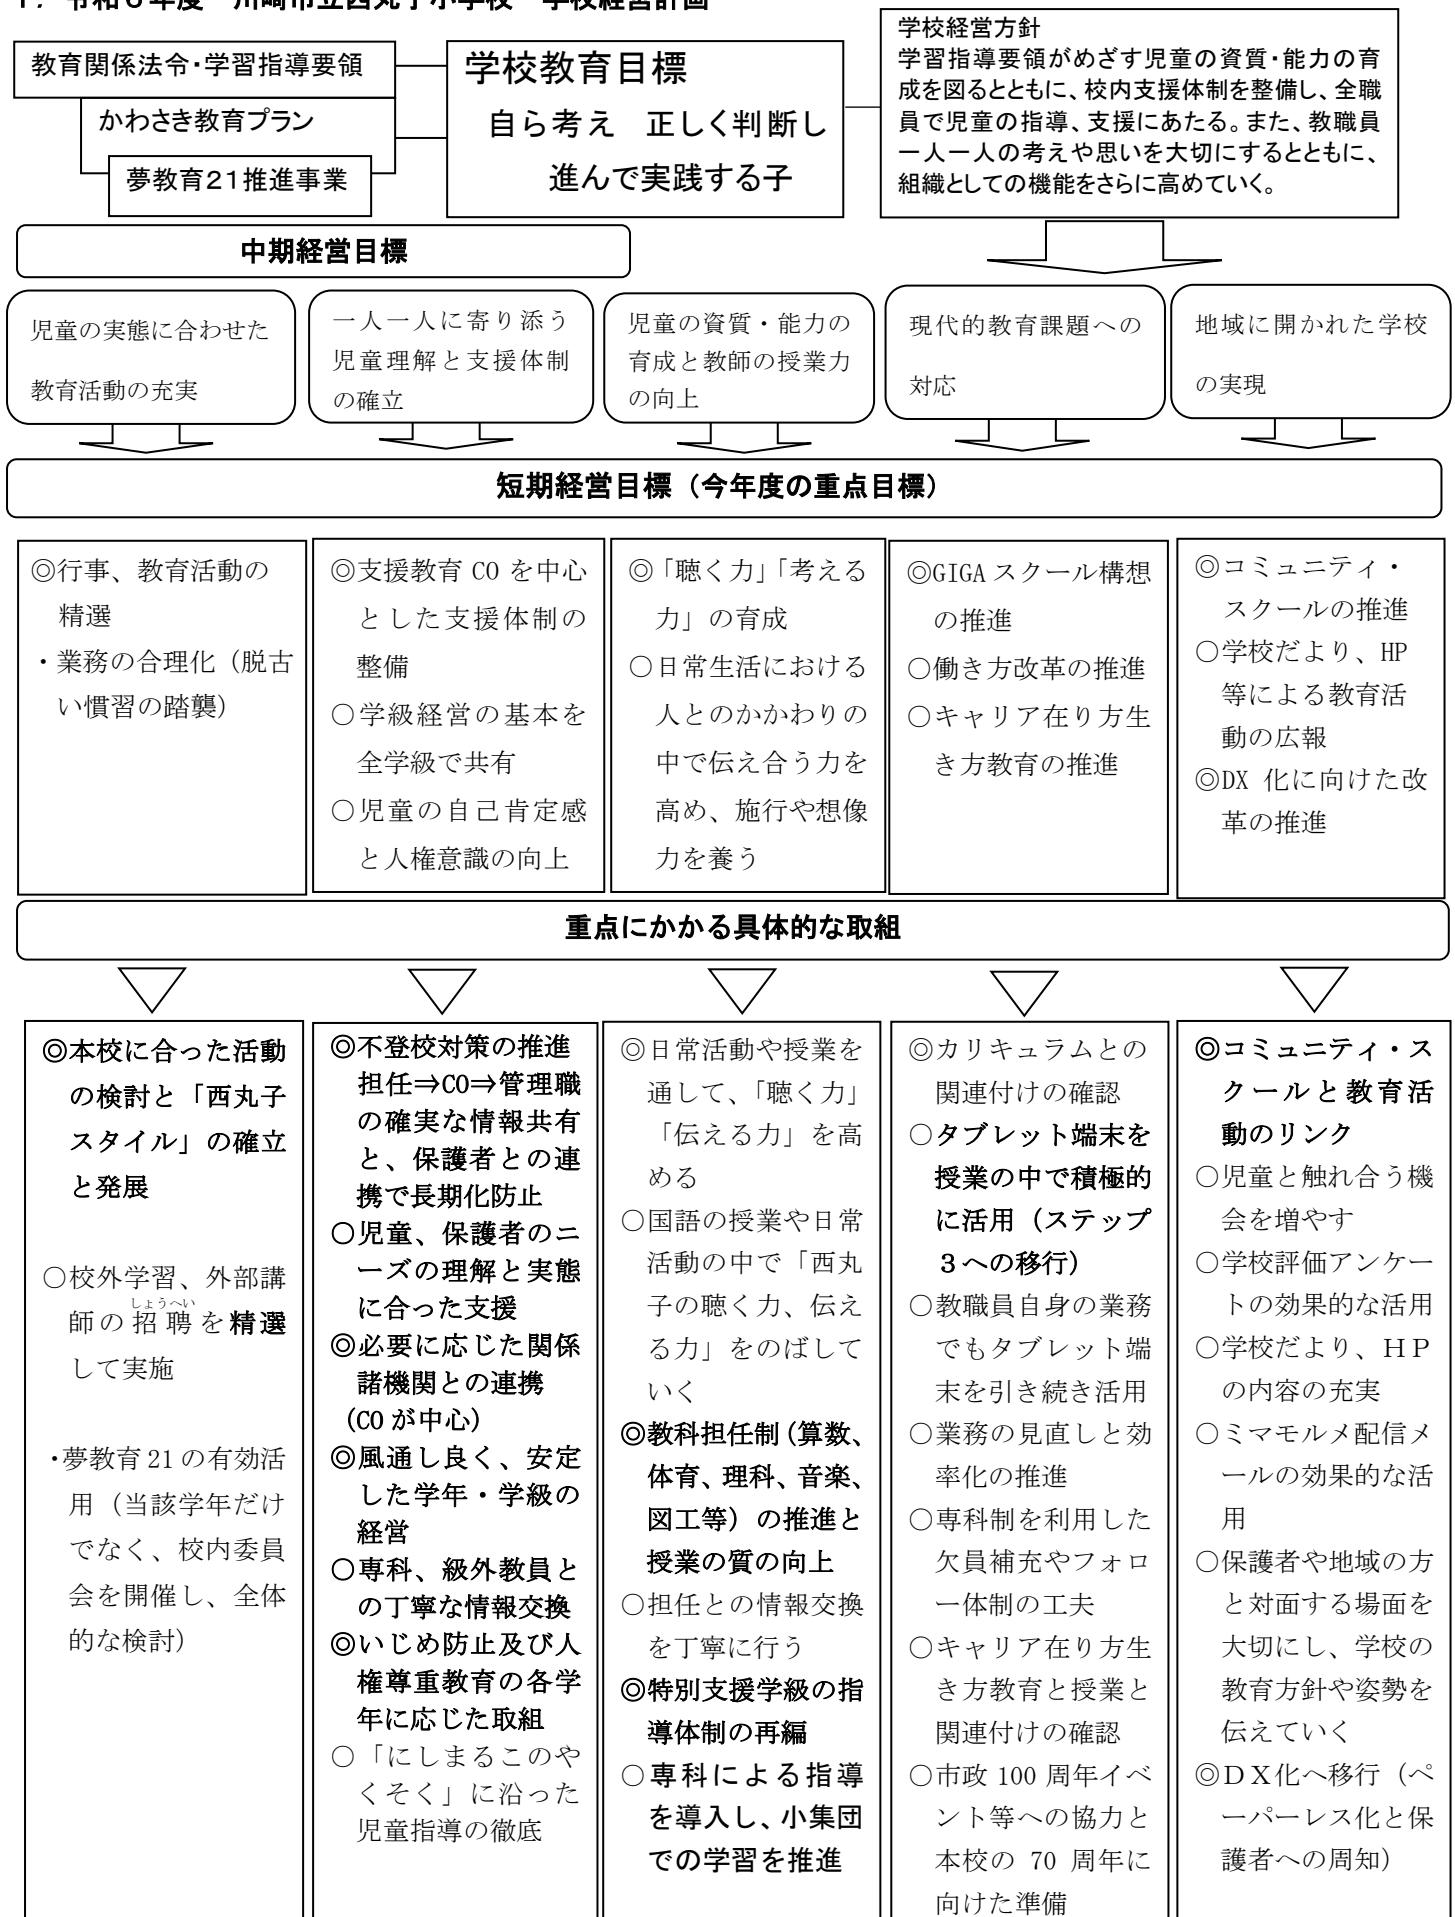 1．令和6年度　川崎市立西丸子小学校　学校経営計画
教育関係法令・学習指導要領
かわさき教育プラン
夢教育21推進事業
学校教育目標
自ら考え　正しく判断し
進んで実践する子
学校経営方針
学習指導要領がめざす児童の資質・能力の育
成を図るとともに、校内支援体制を整備し、全職
員で児童の指導、支援にあたる。また、教職員
一人一人の考えや思いを大切にするとともに、
組織としての機能をさらに高めていく。
中期経営目標
児童の実態に合わせた
教育活動の充実
一人一人に寄り添う
児童理解と支援体制
の確立
児童の資質・能力の
育成と教師の授業力
の向上
現代的教育課題への
対応
地域に開かれた学校
の実現
短期経営目標（今年度の重点目標）
◎行事、教育活動の
精選
・業務の合理化（脱古
い慣習の踏襲）
◎支援教育 CO を中心
とした支援体制の
整備
○学級経営の基本を
全学級で共有
○児童の自己肯定感
と人権意識の向上
◎「聴く力」「考える
力」の育成
○日常生活における
人とのかかわりの
中で伝え合う力を
高め、施行や想像
力を養う
◎GIGA スクール構想
の推進
○働き方改革の推進
○キャリア在り方生
き方教育の推進
◎コミュニティ・
スクールの推進
○学校だより、HP
等による教育活
動の広報
◎DX 化に向けた改
革の推進
重点にかかる具体的な取組
◎本校に合った活動
の検討と「西丸子
スタイル」の確立
と発展
○校外学習、外部講
しょうへい
師の招聘を精選
して実施
・夢教育 21 の有効活
用（当該学年だけ
でなく、校内委員
会を開催し、全体
的な検討）
◎不登校対策の推進
担任⇒CO⇒管理職
の確実な情報共有
と、保護者との連
携で長期化防止
○児童、保護者のニ
ーズの理解と実態
に合った支援
◎必要に応じた関係
諸機関との連携
（CO が中心）
◎風通し良く、安定
した学年・学級の
経営
○専科、級外教員と
の丁寧な情報交換
◎いじめ防止及び人
権尊重教育の各学
年に応じた取組
○「にしまるこのや
くそく」に沿った
児童指導の徹底
◎日常活動や授業を
通して、「聴く力」
「伝える力」を高
める
○国語の授業や日常
活動の中で「西丸
子の聴く力、伝え
る力」をのばして
いく
◎教科担任制（算数、
体育、理科、音楽、
図工等）の推進と
授業の質の向上
○担任との情報交換
を丁寧に行う
◎特別支援学級の指
導体制の再編
○専科による指導
を導入し、小集団
での学習を推進
◎カリキュラムとの
関連付けの確認
○タブレット端末を
授業の中で積極的
に活用（ステップ
３への移行）
○教職員自身の業務
でもタブレット端
末を引き続き活用
○業務の見直しと効
率化の推進
○専科制を利用した
欠員補充やフォロ
ー体制の工夫
○キャリア在り方生
き方教育と授業と
関連付けの確認
○市政 100 周年イベ
ント等への協力と
本校の 70 周年に
向けた準備
◎コミュニティ・ス
クールと教育活
動のリンク
○児童と触れ合う機
会を増やす
○学校評価アンケー
トの効果的な活用
○学校だより、ＨＰ
の内容の充実
○ミマモルメ配信メ
ールの効果的な活
用
○保護者や地域の方
と対面する場面を
大切にし、学校の
教育方針や姿勢を
伝えていく
◎ＤＸ化へ移行（ペ
ーパーレス化と保
護者への周知）